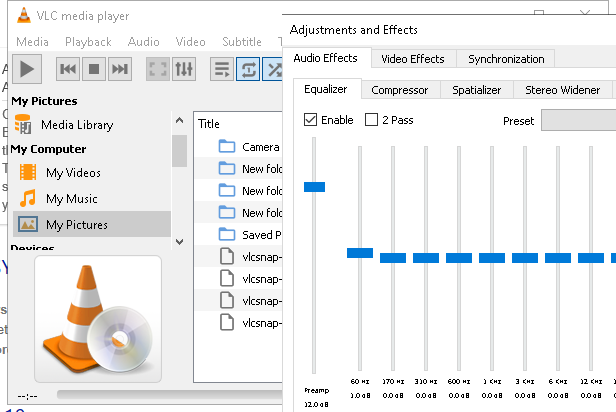 VLC media player
Media Playback Audio Video Subtitle
My Pictures
Media Library
My Computer
My Videos
My Music
My Pictures
Devices
Title
Camera
New fold
New fold
New fold
Saved P
vlcsnap-
vlcsnap-
vlcsnap-
vlcsnap-
--:--
Adjustments and Effects
Audio Effects Video Effects Synchronization
Equalizer Compressor Spatializer Stereo Widener
Enable 2 Pass Preset
60 Hz 170 Hz 310 Hz 600 Hz 1 KHz 3 KHz 6 KHz 12 KHz
Preamp 1.0 dB 0.0 dB 0.0 dB 0.0 dB 0.0 dB 0.0 dB 0.0 dB 0.0 dB
12.0 dB